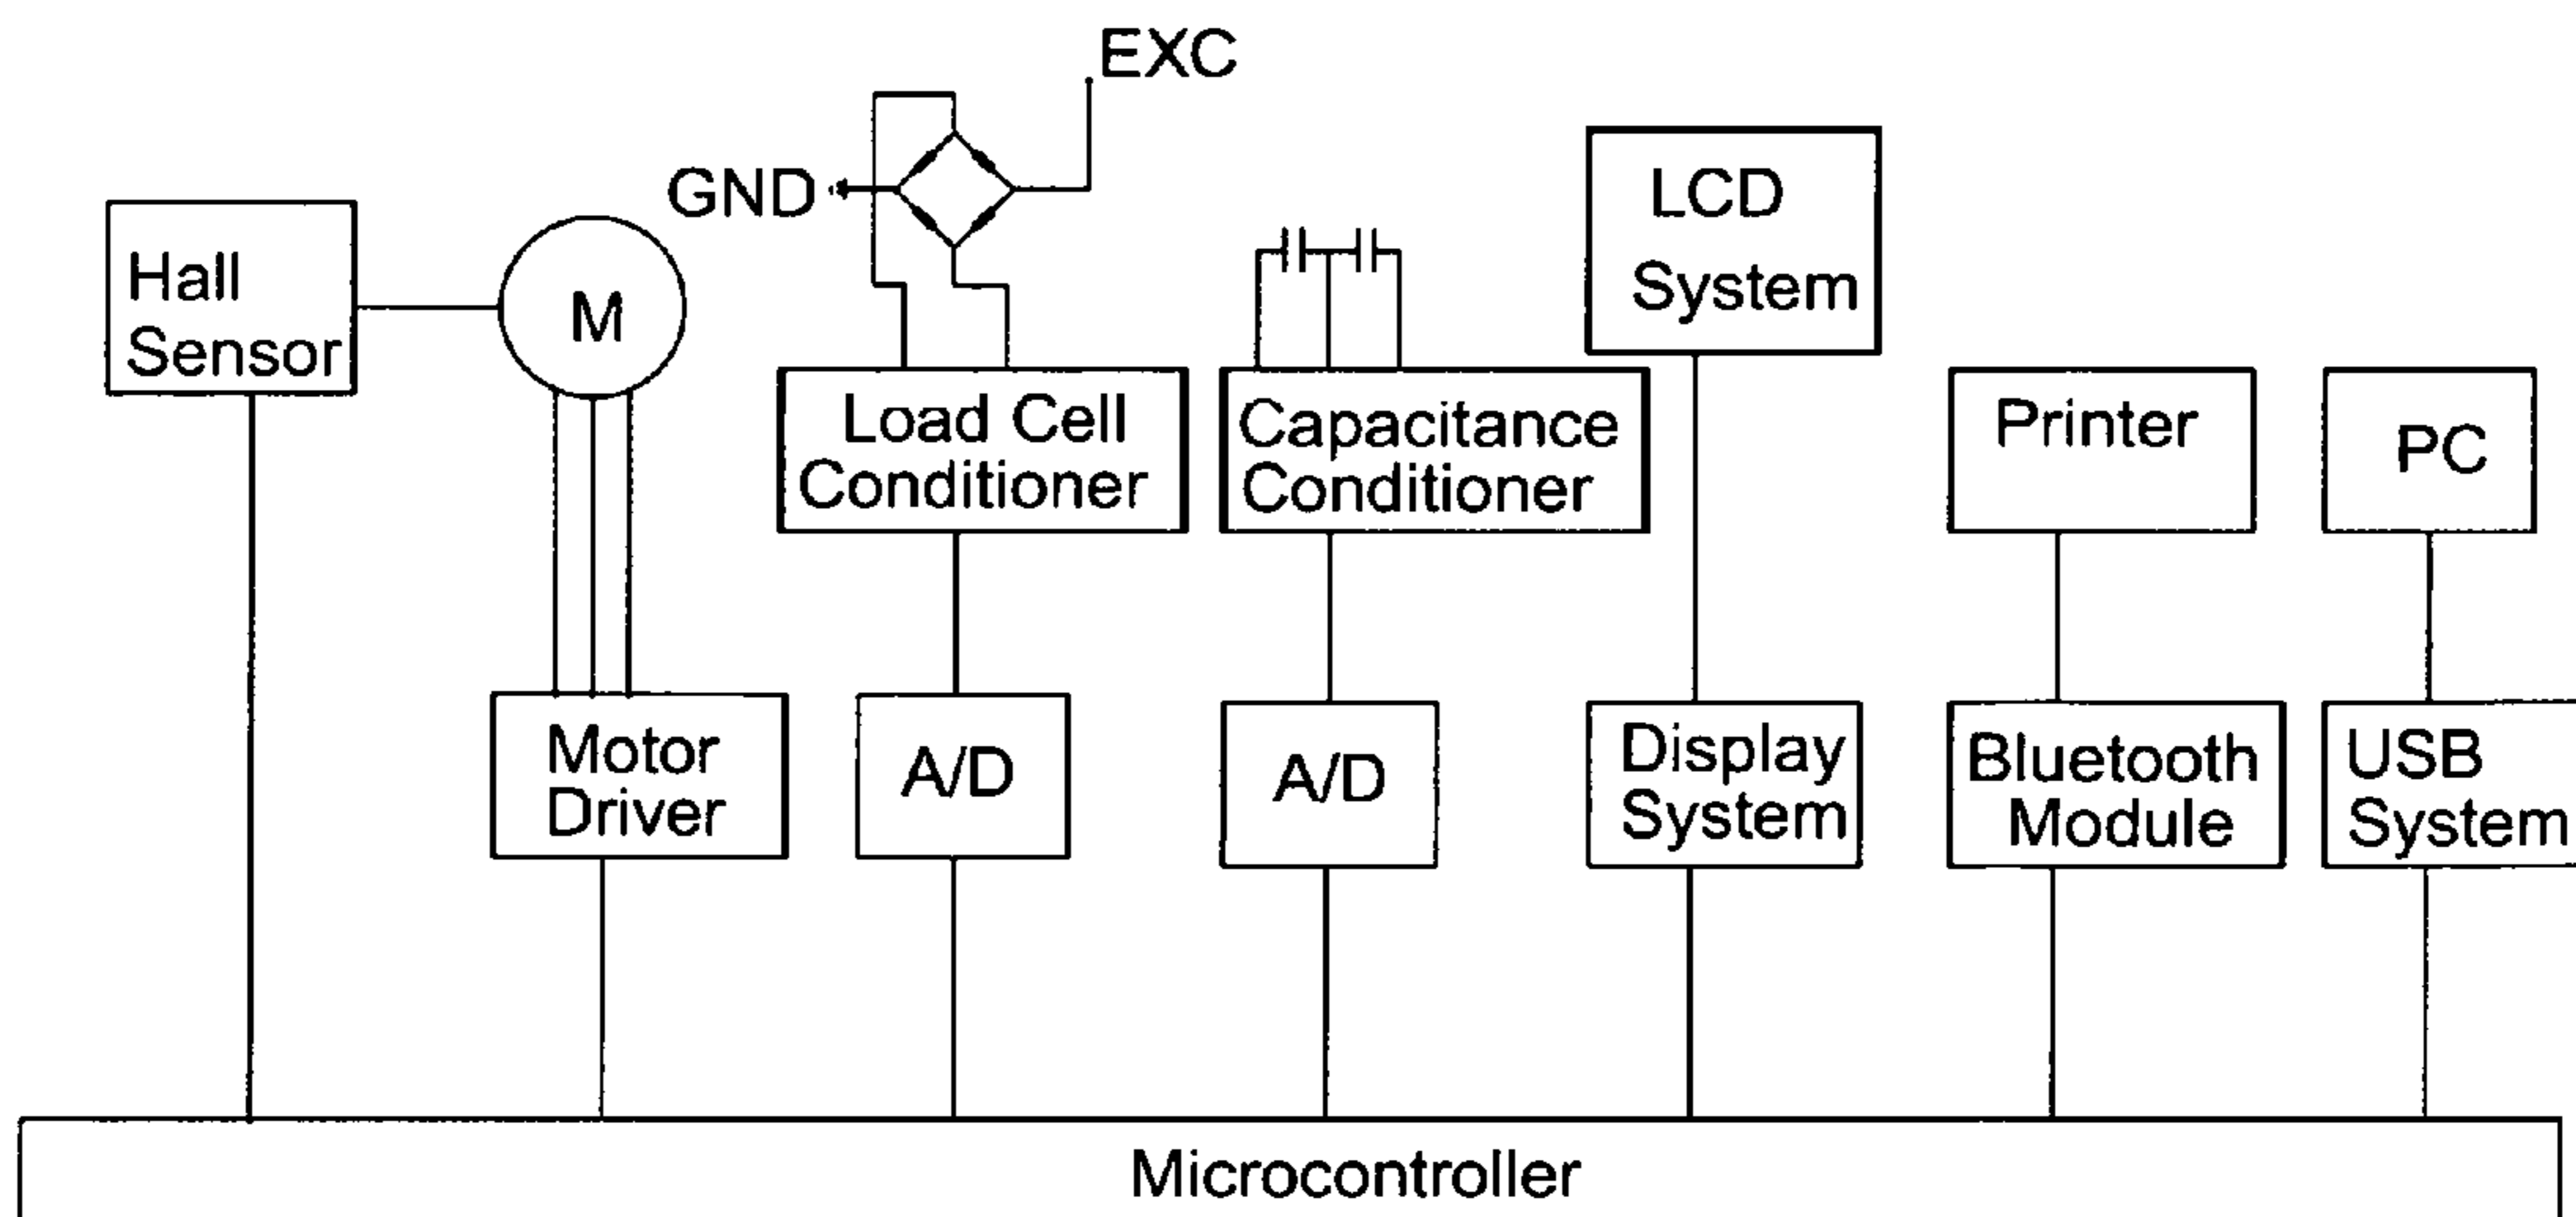 EXC
GND
LCD
System
Hall
Sensor
M
Load Cell
Conditioner
Capacitance
Conditioner
Printer
PC
Motor
Driver
A/D
A/D
Display
System
Bluetooth
Module
USB
System
Microcontroller